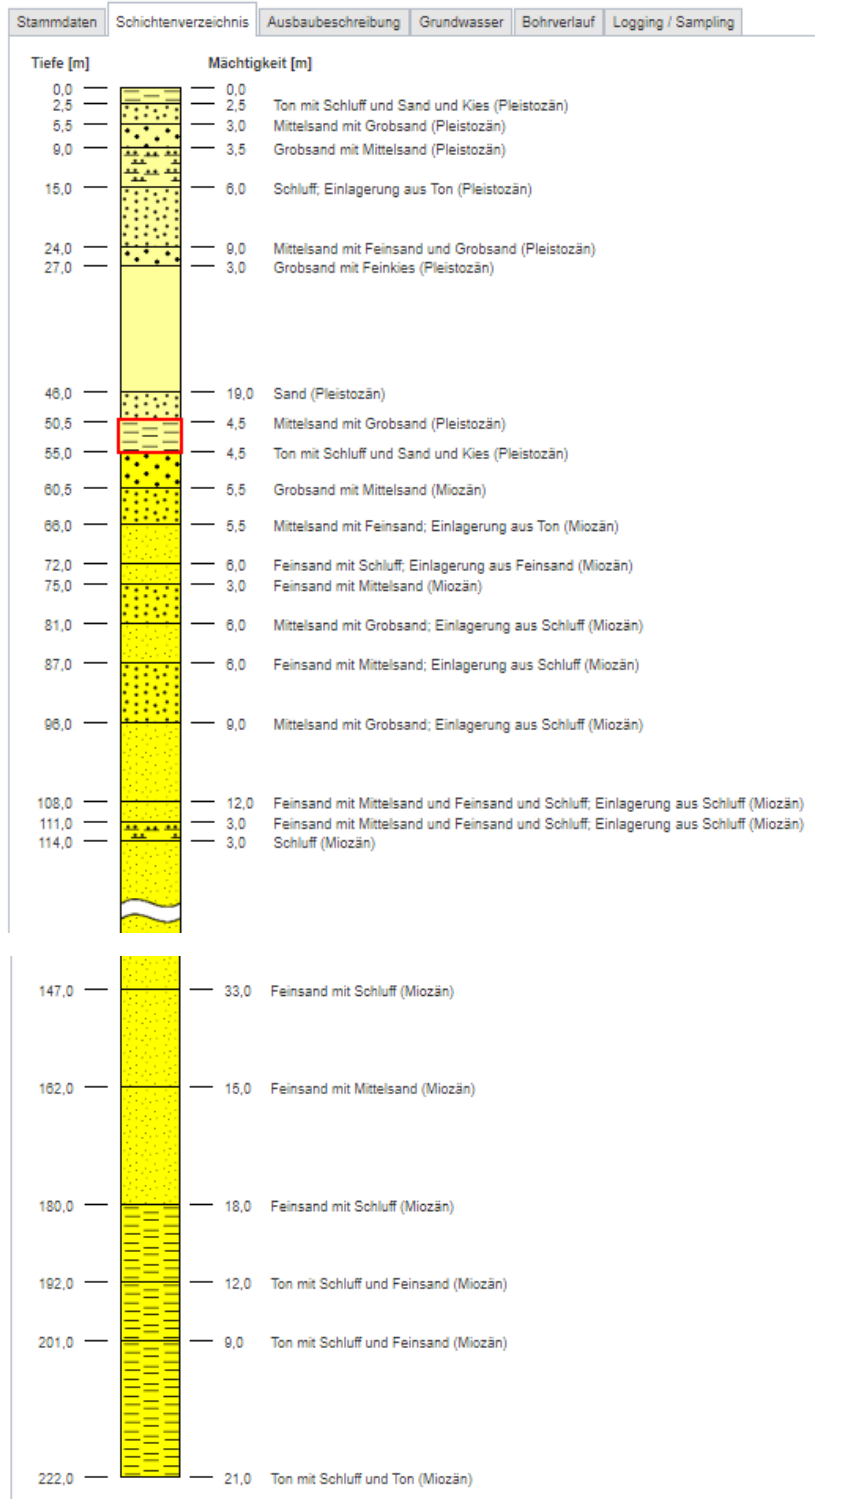 Stammdaten Schichtenverzeichnis Ausbaubeschreibung Grundwasser Bohrverlauf Logging / Sampling
Tiefe [m] Mächtigkeit [m]
0,0 0,0
2,5 2,5 Ton mit Schluff und Sand und Kies (Pleistozän)
5,5 3,0 Mittelsand mit Grobsand (Pleistozän)
9,0 3,5 Grobsand mit Mittelsand (Pleistozän)
15,0 6,0 Schluff; Einlagerung aus Ton (Pleistozän)
24,0 9,0 Mittelsand mit Feinsand und Grobsand (Pleistozän)
27,0 3,0 Grobsand mit Feinkies (Pleistozän)
46,0 19,0 Sand (Pleistozän)
50,5 4,5 Mittelsand mit Grobsand (Pleistozän)
55,0 4,5 Ton mit Schluff und Sand und Kies (Pleistozän)
60,5 5,5 Grobsand mit Mittelsand (Miozän)
66,0 5,5 Mittelsand mit Feinsand; Einlagerung aus Ton (Miozän)
72,0 6,0 Feinsand mit Schluff; Einlagerung aus Feinsand (Miozän)
75,0 3,0 Feinsand mit Mittelsand (Miozän)
81,0 6,0 Mittelsand mit Grobsand; Einlagerung aus Schluff (Miozän)
87,0 6,0 Feinsand mit Mittelsand; Einlagerung aus Schluff (Miozän)
96,0 9,0 Mittelsand mit Grobsand; Einlagerung aus Schluff (Miozän)
108,0 12,0 Feinsand mit Mittelsand und Feinsand und Schluff; Einlagerung aus Schluff (Miozän)
111,0 3,0 Feinsand mit Mittelsand und Feinsand und Schluff; Einlagerung aus Schluff (Miozän)
114,0 3,0 Schluff (Miozän)
147,0 33,0 Feinsand mit Schluff (Miozän)
162,0 15,0 Feinsand mit Mittelsand (Miozän)
180,0 18,0 Feinsand mit Schluff (Miozän)
192,0 12,0 Ton mit Schluff und Feinsand (Miozän)
201,0 9,0 Ton mit Schluff und Feinsand (Miozän)
222,0 21,0 Ton mit Schluff und Ton (Miozän)